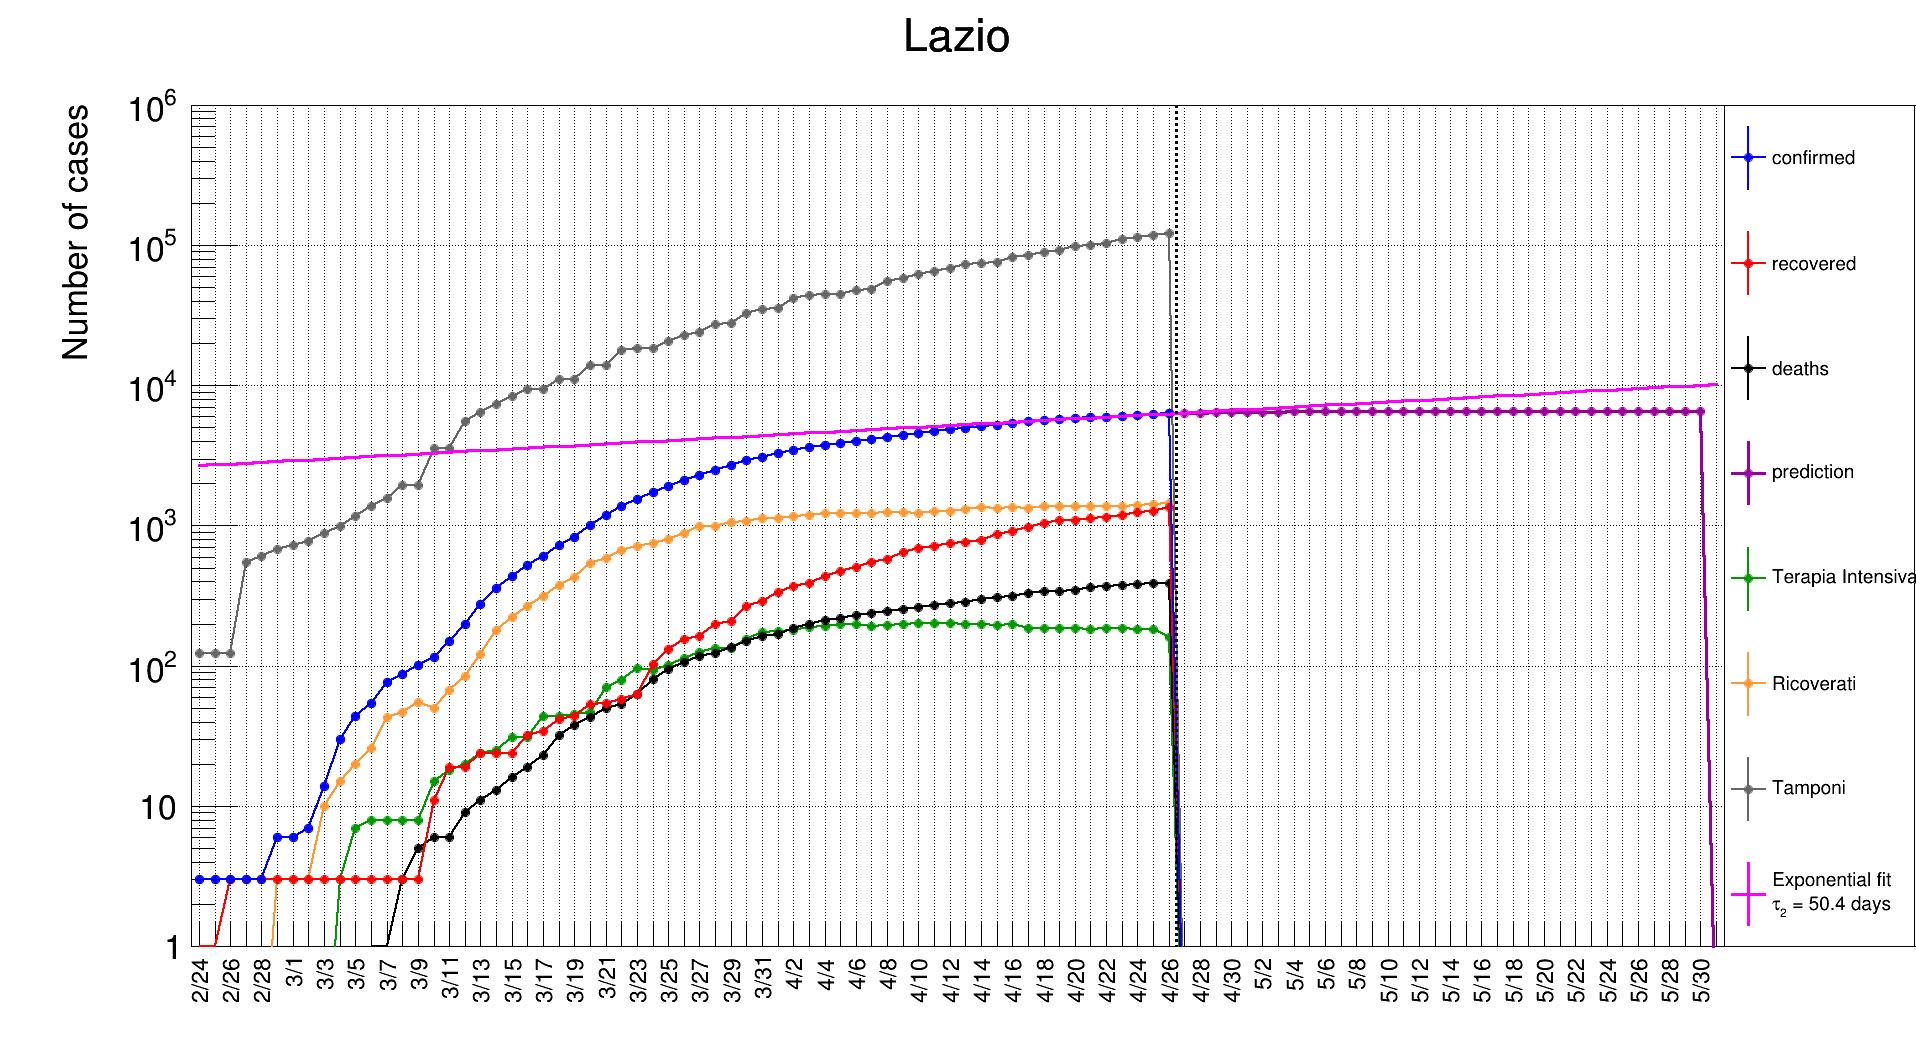 Lazio
Number of cases
10^6
10^5
10^4
10^3
10^2
10
1
2/24 2/26 2/28 3/1 3/3 3/5 3/7 3/9 3/11 3/13 3/15 3/17 3/19 3/21 3/23 3/25 3/27 3/29 3/31 4/2 4/4 4/6 4/8 4/10 4/12 4/14 4/16 4/18 4/20 4/22 4/24 4/26 4/28 4/30 5/2 5/4 5/6 5/8 5/10 5/12 5/14 5/16 5/18 5/20 5/22 5/24 5/26 5/28 5/30
confirmed
recovered
deaths
prediction
Terapia Intensiva
Ricoverati
Tamponi
Exponential fit
τ₂ = 50.4 days